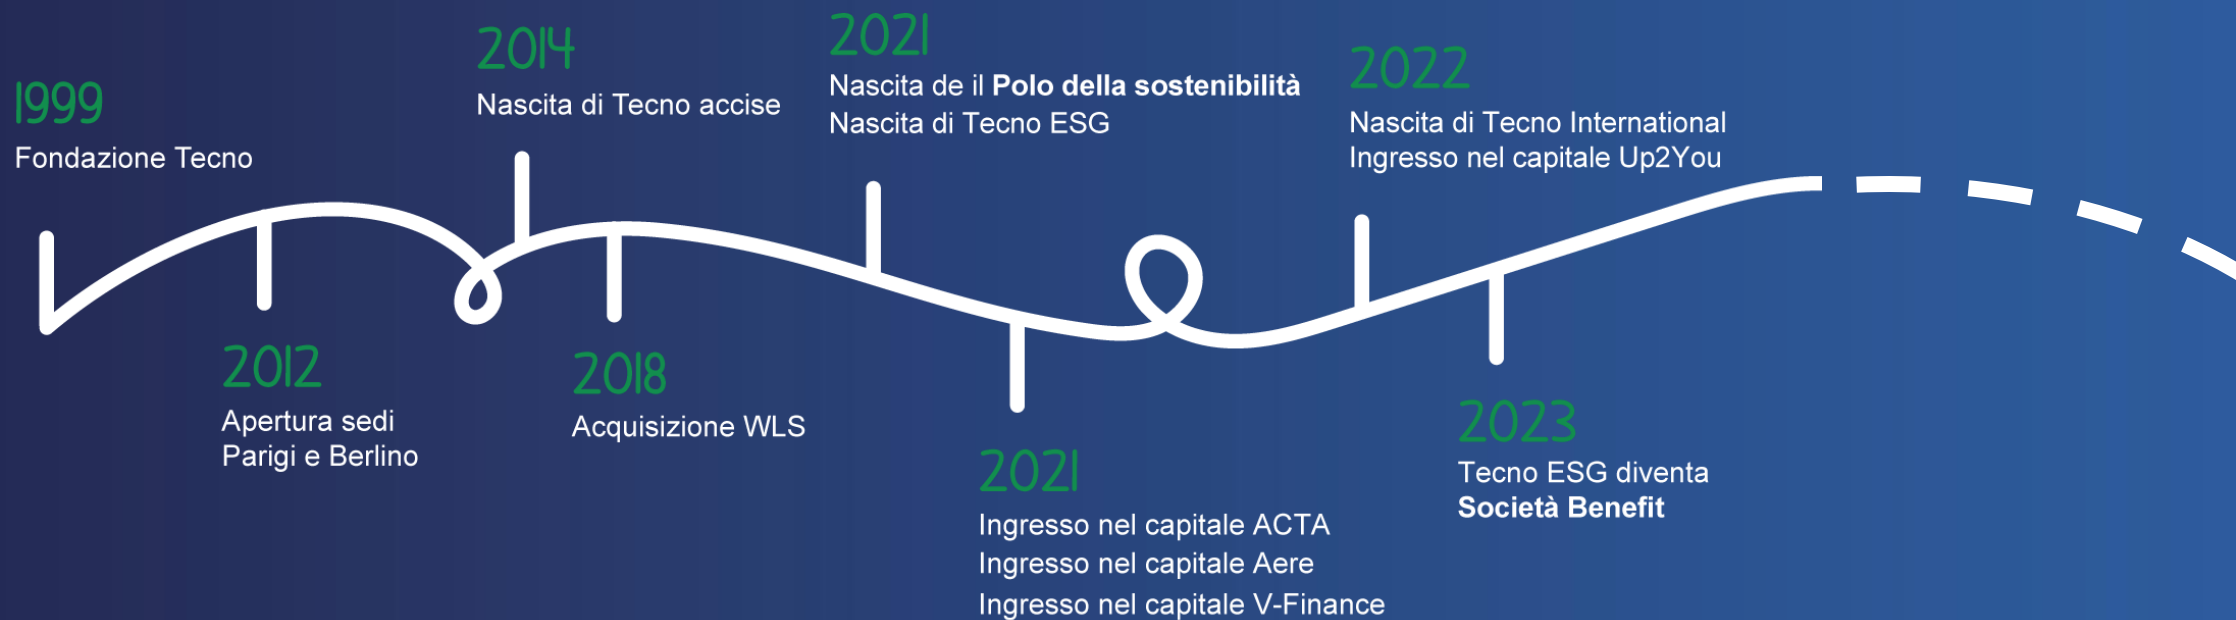 1999
Fondazione Tecno
2012
Apertura sedi
Parigi e Berlino
2014
Nascita di Tecno accise
2018
Acquisizione WLS
2021
Nascita de il Polo della sostenibilità
Nascita di Tecno ESG
2021
Ingresso nel capitale ACTA
Ingresso nel capitale Aere
Ingresso nel capitale V-Finance
2022
Nascita di Tecno International
Ingresso nel capitale Up2You
2023
Tecno ESG diventa
Società Benefit